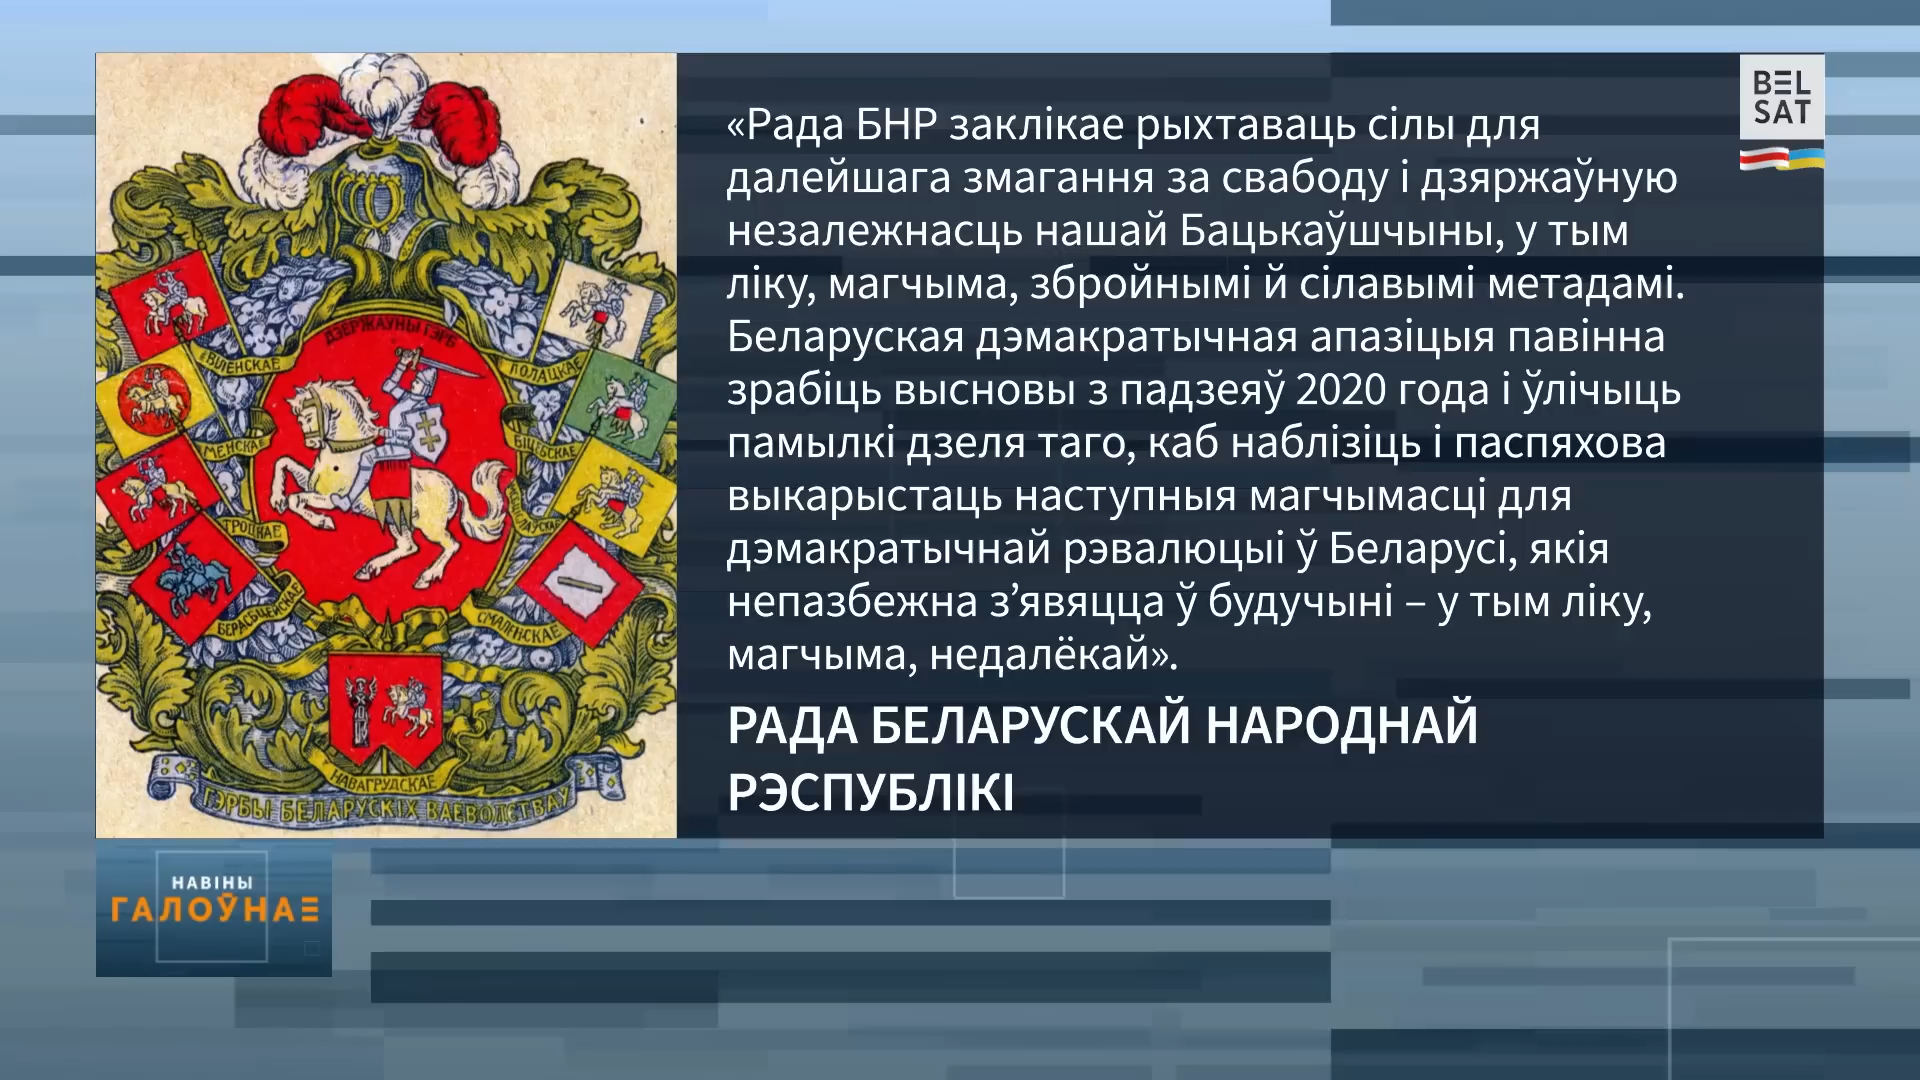 «Рада БНР заклікае рыхтаваць сілы для
далейшага змагання за свабоду і дзяржаўную
незалежнасць нашай Бацькаўшчыны, у тым
ліку, магчыма, збройнымі й сілавымі метадамі.
Беларуская дэмакратычная апазіцыя павінна
зрабіць высновы з падзеяў 2020 года і ўлічыць
памылкі дзеля таго, каб наблізіць і паспяхова
выкарыстаць наступныя магчымасці для
дэмакратычнай рэвалюцыі ў Беларусі, якія
непазбежна з’явяцца ў будучыні – у тым ліку,
магчыма, недалёкай».
РАДА БЕЛАРУСКАЙ НАРОДНАЙ
РЭСПУБЛІКІ
BEL
SAT
ДЗЕРЖАЎНЫ ГЭРБ
ВІЛЕНСКАЕ
ПОЛАЦКАЕ
МЕНСКАЕ
ТРОЦКАЕ
БЕРАСЬЦЕЙСКАЕ
СМАЛЕНСКАЕ
НАВАГРУДСКАЕ
ГЭРБЫ БЕЛАРУСКІХ ВАЕВОДСТВАЎ
НАВІНЫ
ГАЛОЎНАЕ